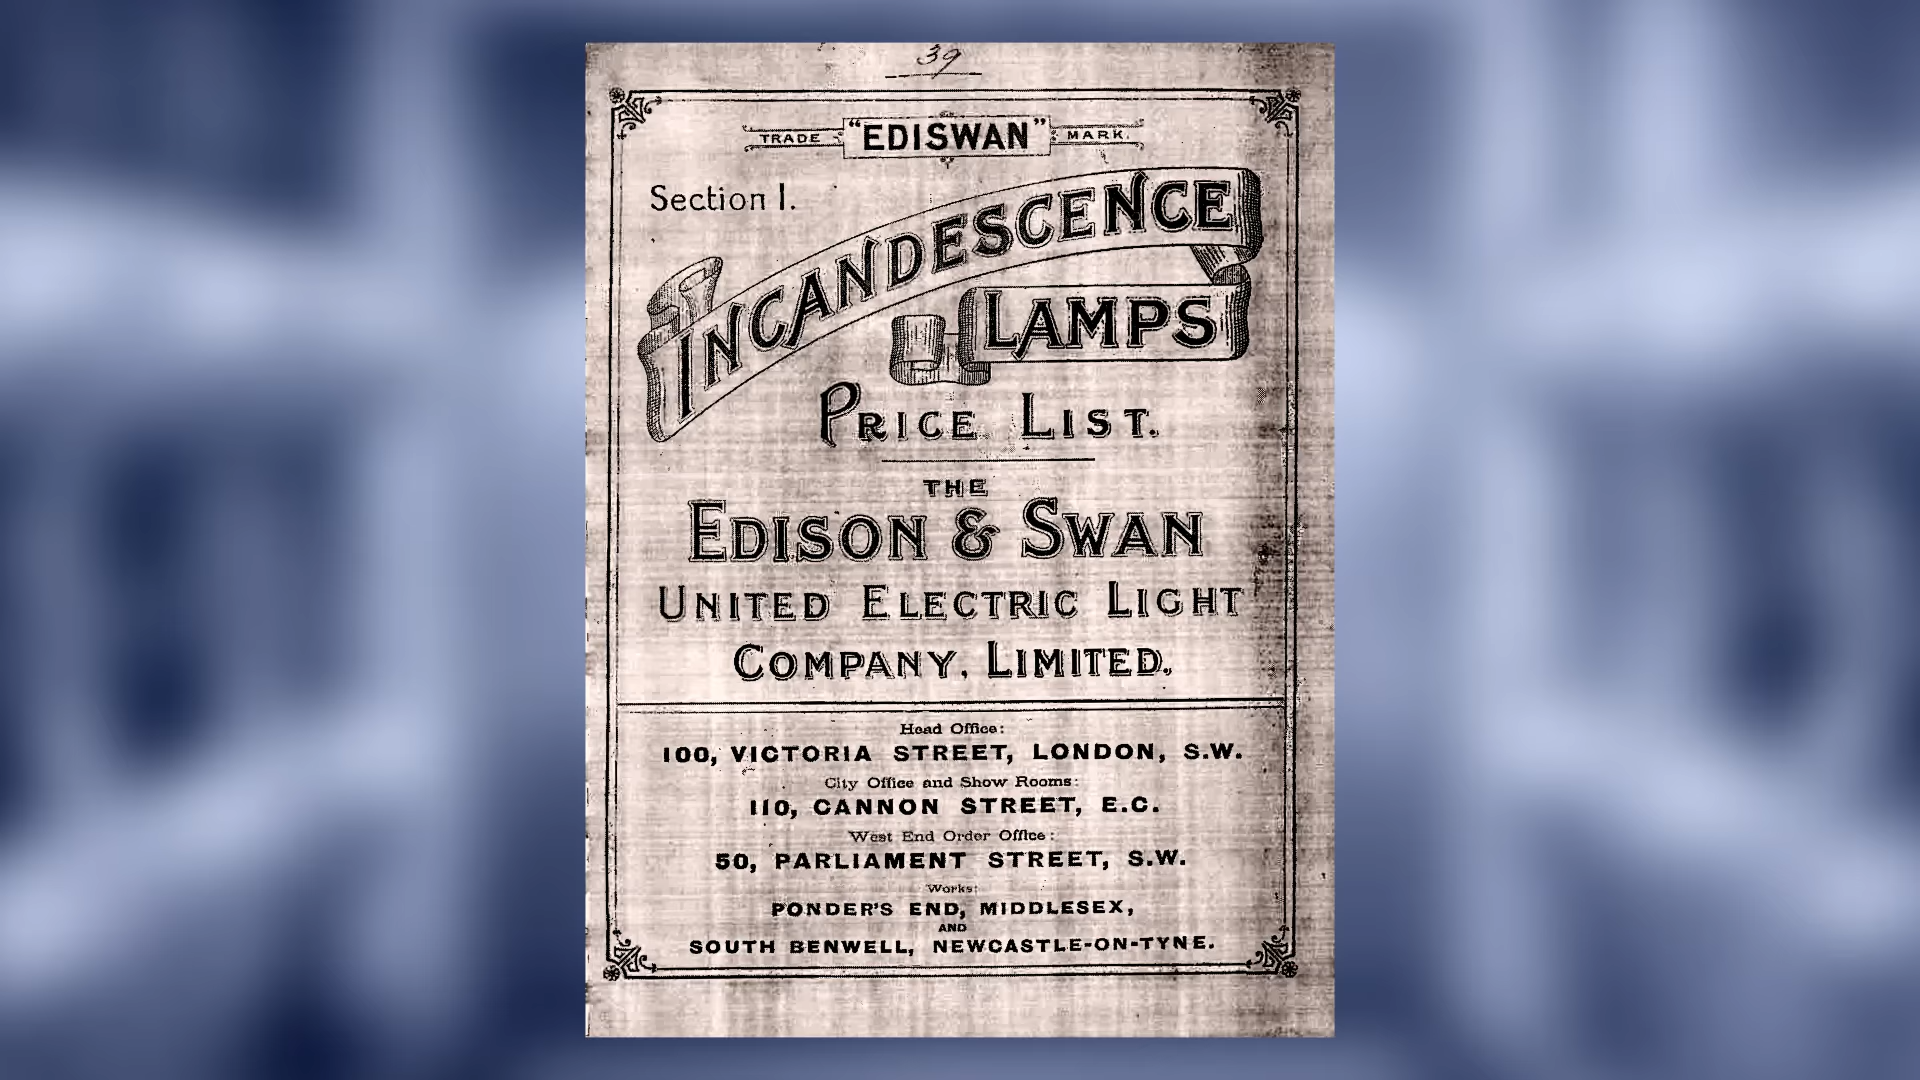 39
TRADE "EDISWAN" MARK.
Section I.
INCANDESCENCE
LAMPS
PRICE LIST.
THE
EDISON & SWAN
UNITED ELECTRIC LIGHT
COMPANY, LIMITED.
Head Office:
100, VICTORIA STREET, LONDON, S.W.
City Office and Show Rooms:
110, CANNON STREET, E.C.
West End Order Office:
50, PARLIAMENT STREET, S.W.
Works:
PONDER'S END, MIDDLESEX,
AND
SOUTH BENWELL, NEWCASTLE-ON-TYNE.